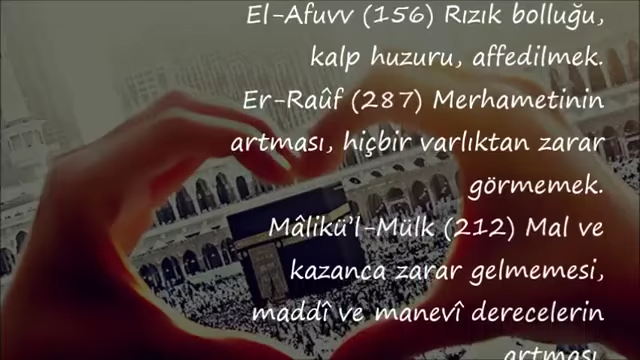 El-Afuvv (156) Rızık bolluğu,
kalp huzuru, affedilmek.
Er-Raûf (287) Merhametinin
artması, hiçbir varlıktan zarar
görmemek.
Mâlikü'l-Mülk (212) Mal ve
kazanca zarar gelmemesi,
maddî ve manevî derecelerin
artması.